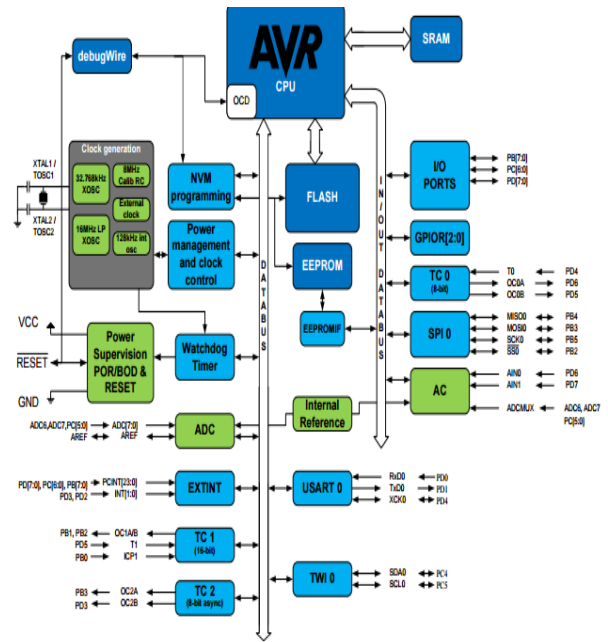 AVR
CPU
OCD
SRAM
debugWire
Clock generation
XTAL1 /
TOSC1
32.768kHz
XOSC
8MHz
Calib RC
External
clock
XTAL2 /
TOSC2
16MHz LP
XOSC
128kHz int
osc
NVM
programming
FLASH
Power
management
and clock
control
EEPROM
EEPROMIF
DATABUS
IN/OUT DATABUS
I/O
PORTS
PB[7:0]
PC[6:0]
PD[7:0]
GPIOR[2:0]
TC 0
(8-bit)
T0 PD4
OC0A PD6
OC0B PD5
SPI 0
MISO0 PB4
MOSI0 PB3
SCK0 PB5
SS0 PB2
AC
AIN0 PD6
AIN1 PD7
ADCMUX ADC6, ADC7
PC[5:0]
VCC
RESET
GND
Power
Supervision
POR/BOD &
RESET
Watchdog
Timer
Internal
Reference
ADC6,ADC7,PC[5:0] ADC[7:0]
AREF AREF
ADC
PD[7:0], PC[6:0], PB[7:0] PCINT[23:0]
PD3, PD2 INT[1:0]
EXTINT
USART 0
RxD0 PD0
TxD0 PD1
XCK0 PD4
PB1, PB2 OC1A/B
PD5 T1
PB0 ICP1
TC 1
(16-bit)
TWI 0
SDA0 PC4
SCL0 PC5
PB3 OC2A
PD3 OC2B
TC 2
(8-bit async)